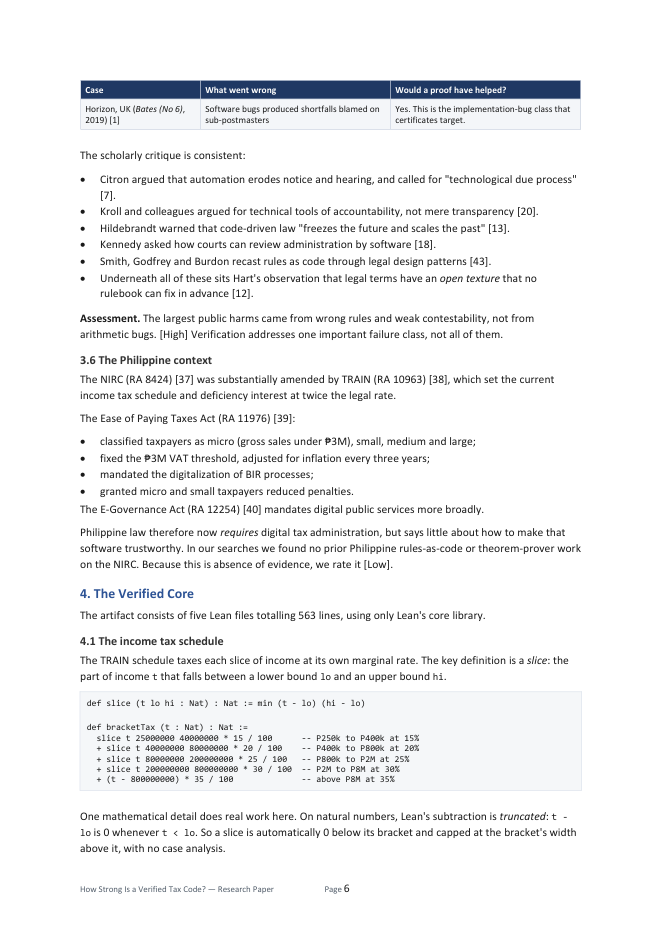 Case What went wrong Would a proof have helped?
Horizon, UK (Bates (No 6), Software bugs produced shortfalls blamed on Yes. This is the implementation-bug class that
2019) [1] sub-postmasters certificates target.
The scholarly critique is consistent:
• Citron argued that automation erodes notice and hearing, and called for "technological due process"
[7].
• Kroll and colleagues argued for technical tools of accountability, not mere transparency [20].
• Hildebrandt warned that code-driven law "freezes the future and scales the past" [13].
• Kennedy asked how courts can review administration by software [18].
• Smith, Godfrey and Burdon recast rules as code through legal design patterns [43].
• Underneath all of these sits Hart's observation that legal terms have an open texture that no
rulebook can fix in advance [12].
Assessment. The largest public harms came from wrong rules and weak contestability, not from
arithmetic bugs. [High] Verification addresses one important failure class, not all of them.
3.6 The Philippine context
The NIRC (RA 8424) [37] was substantially amended by TRAIN (RA 10963) [38], which set the current
income tax schedule and deficiency interest at twice the legal rate.
The Ease of Paying Taxes Act (RA 11976) [39]:
• classified taxpayers as micro (gross sales under ₱3M), small, medium and large;
• fixed the ₱3M VAT threshold, adjusted for inflation every three years;
• mandated the digitalization of BIR processes;
• granted micro and small taxpayers reduced penalties.
The E-Governance Act (RA 12254) [40] mandates digital public services more broadly.
Philippine law therefore now requires digital tax administration, but says little about how to make that
software trustworthy. In our searches we found no prior Philippine rules-as-code or theorem-prover work
on the NIRC. Because this is absence of evidence, we rate it [Low].
4. The Verified Core
The artifact consists of five Lean files totalling 563 lines, using only Lean's core library.
4.1 The income tax schedule
The TRAIN schedule taxes each slice of income at its own marginal rate. The key definition is a slice: the
part of income t that falls between a lower bound lo and an upper bound hi.
def slice (t lo hi : Nat) : Nat := min (t - lo) (hi - lo)
def bracketTax (t : Nat) : Nat :=
slice t 25000000 40000000 * 15 / 100 -- P250k to P400k at 15%
+ slice t 40000000 80000000 * 20 / 100 -- P400k to P800k at 20%
+ slice t 80000000 200000000 * 25 / 100 -- P800k to P2M at 25%
+ slice t 200000000 800000000 * 30 / 100 -- P2M to P8M at 30%
+ (t - 800000000) * 35 / 100 -- above P8M at 35%
One mathematical detail does real work here. On natural numbers, Lean's subtraction is truncated: t -
lo is 0 whenever t < lo. So a slice is automatically 0 below its bracket and capped at the bracket's width
above it, with no case analysis.
How Strong Is a Verified Tax Code? — Research Paper Page 6